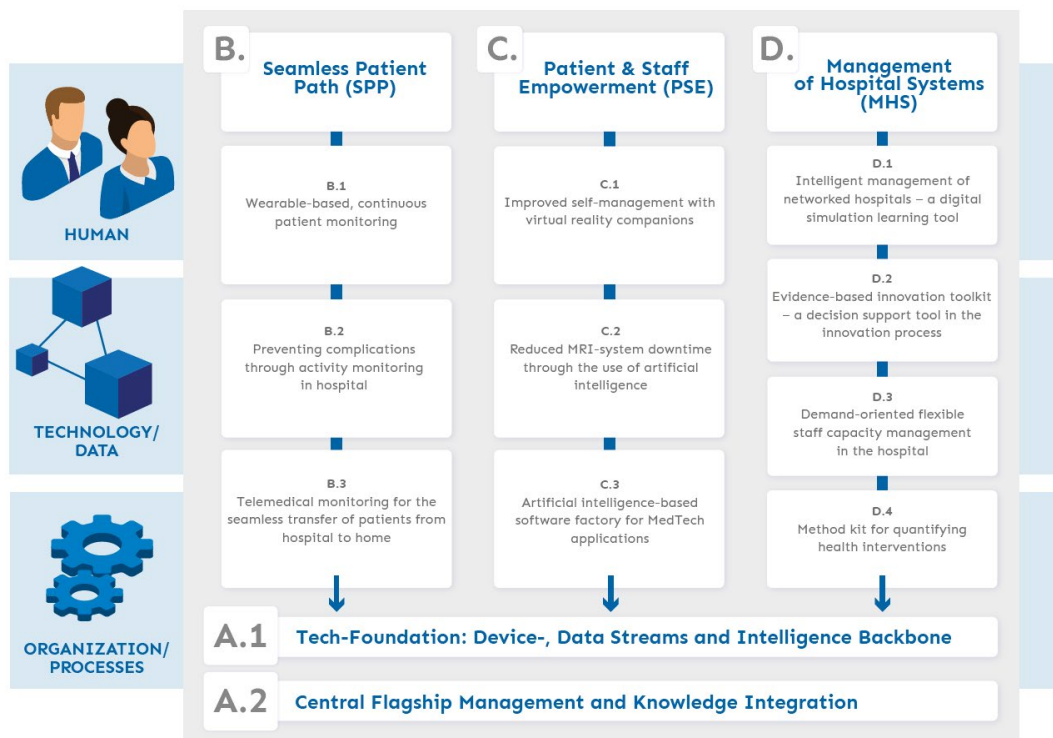 B.
Seamless Patient
Path (SPP)
C.
Patient & Staff
Empowerment (PSE)
D.
Management
of Hospital Systems
(MHS)
HUMAN
B.1
Wearable-based, continuous
patient monitoring
C.1
Improved self-management with
virtual reality companions
D.1
Intelligent management of
networked hospitals – a digital
simulation learning tool
TECHNOLOGY/
DATA
B.2
Preventing complications
through activity monitoring
in hospital
C.2
Reduced MRI-system downtime
through the use of artificial
intelligence
D.2
Evidence-based innovation toolkit
– a decision support tool in the
innovation process
D.3
Demand-oriented flexible
staff capacity management
in the hospital
ORGANIZATION/
PROCESSES
B.3
Telemedical monitoring for the
seamless transfer of patients from
hospital to home
C.3
Artificial intelligence-based
software factory for MedTech
applications
D.4
Method kit for quantifying
health interventions
A.1
Tech-Foundation: Device-, Data Streams and Intelligence Backbone
A.2
Central Flagship Management and Knowledge Integration